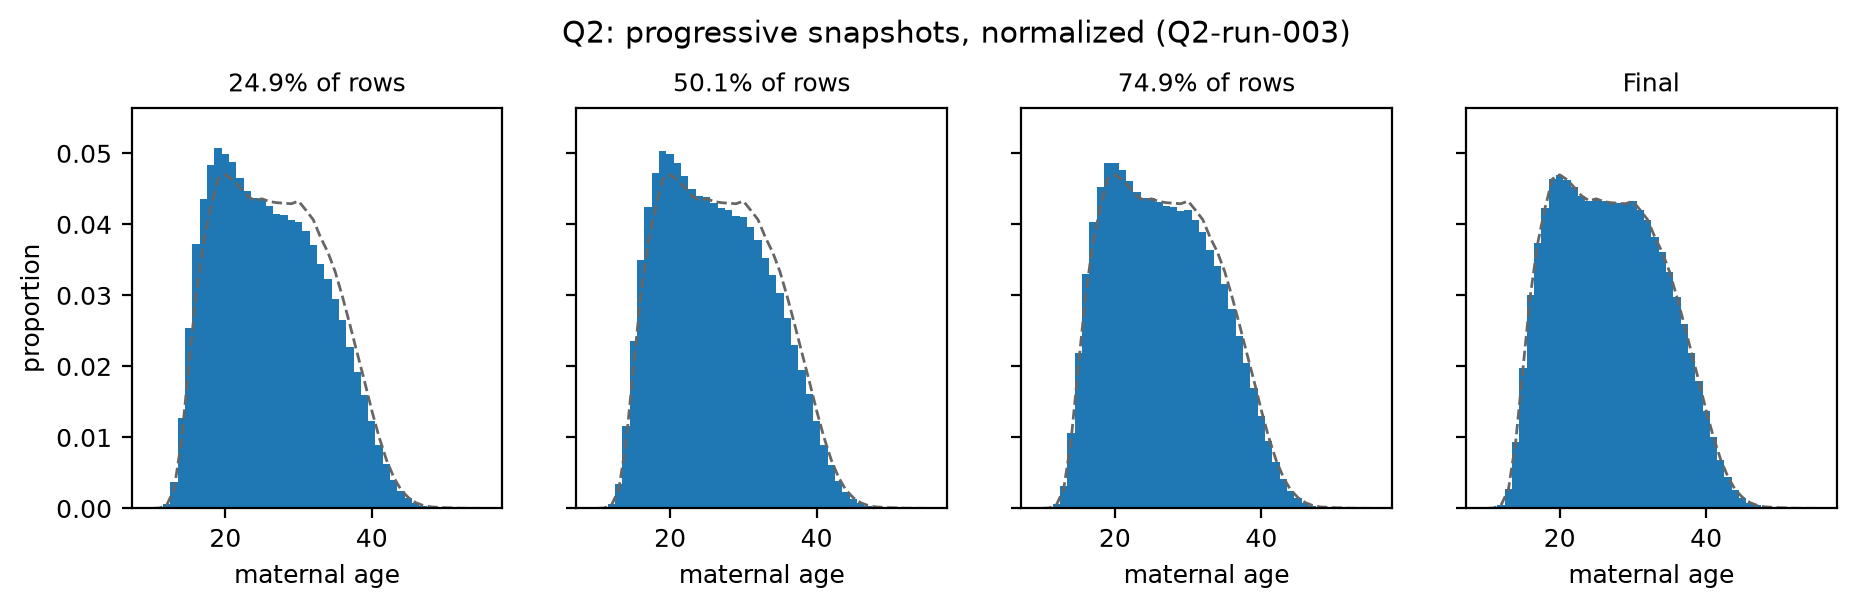 Q2: progressive snapshots, normalized (Q2-run-003)
24.9% of rows
50.1% of rows
74.9% of rows
Final
proportion
0.05
0.04
0.03
0.02
0.01
0.00
20 40
20 40
20 40
20 40
maternal age
maternal age
maternal age
maternal age